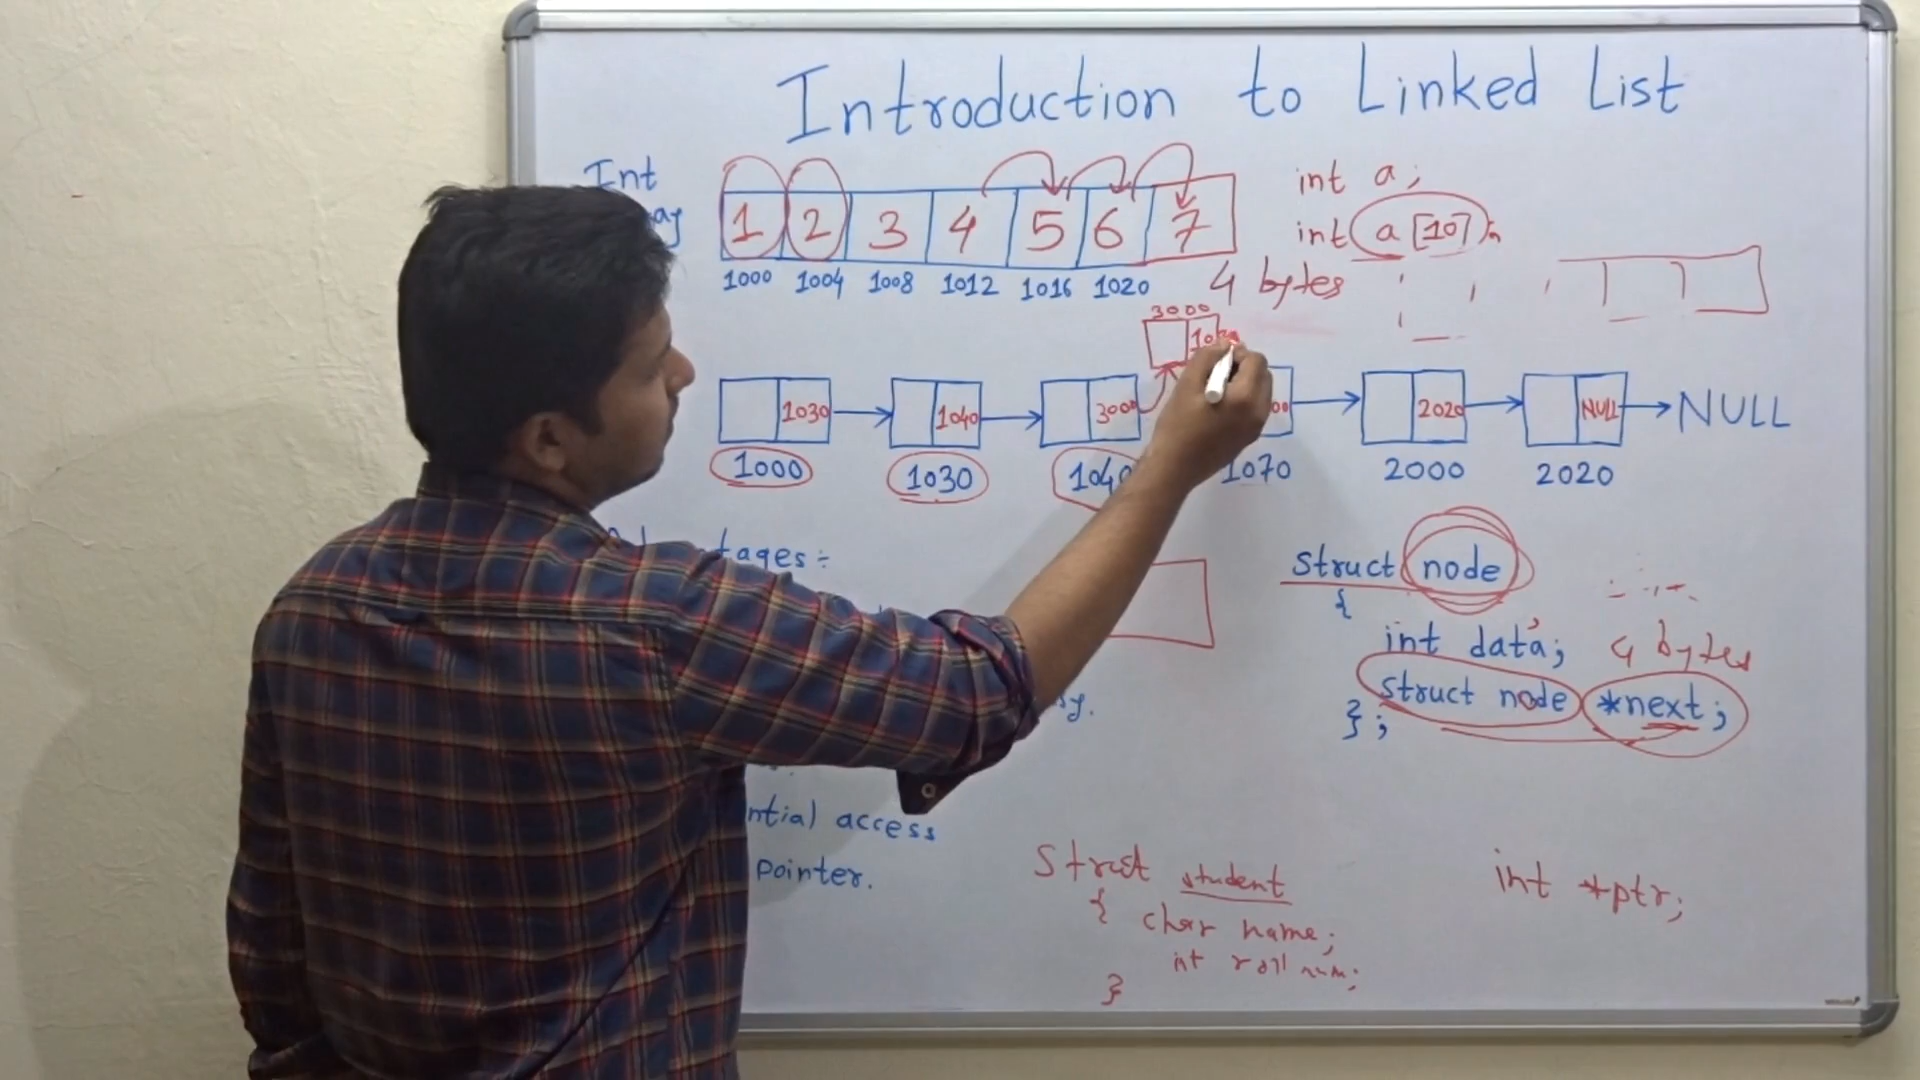 Introduction to Linked List
Int
1 2 3 4 5 6 7
1000 1004 1008 1012 1016 1020
int a;
int a[10];
4 bytes
3000
1030 1040 3000 2020 NULL NULL
1000 1030 1040 1070 2000 2020
struct node
{
int data; 4 bytes
struct node *next;
};
access
Pointer.
Struct student
{ char name;
int roll num;
}
int *ptr;